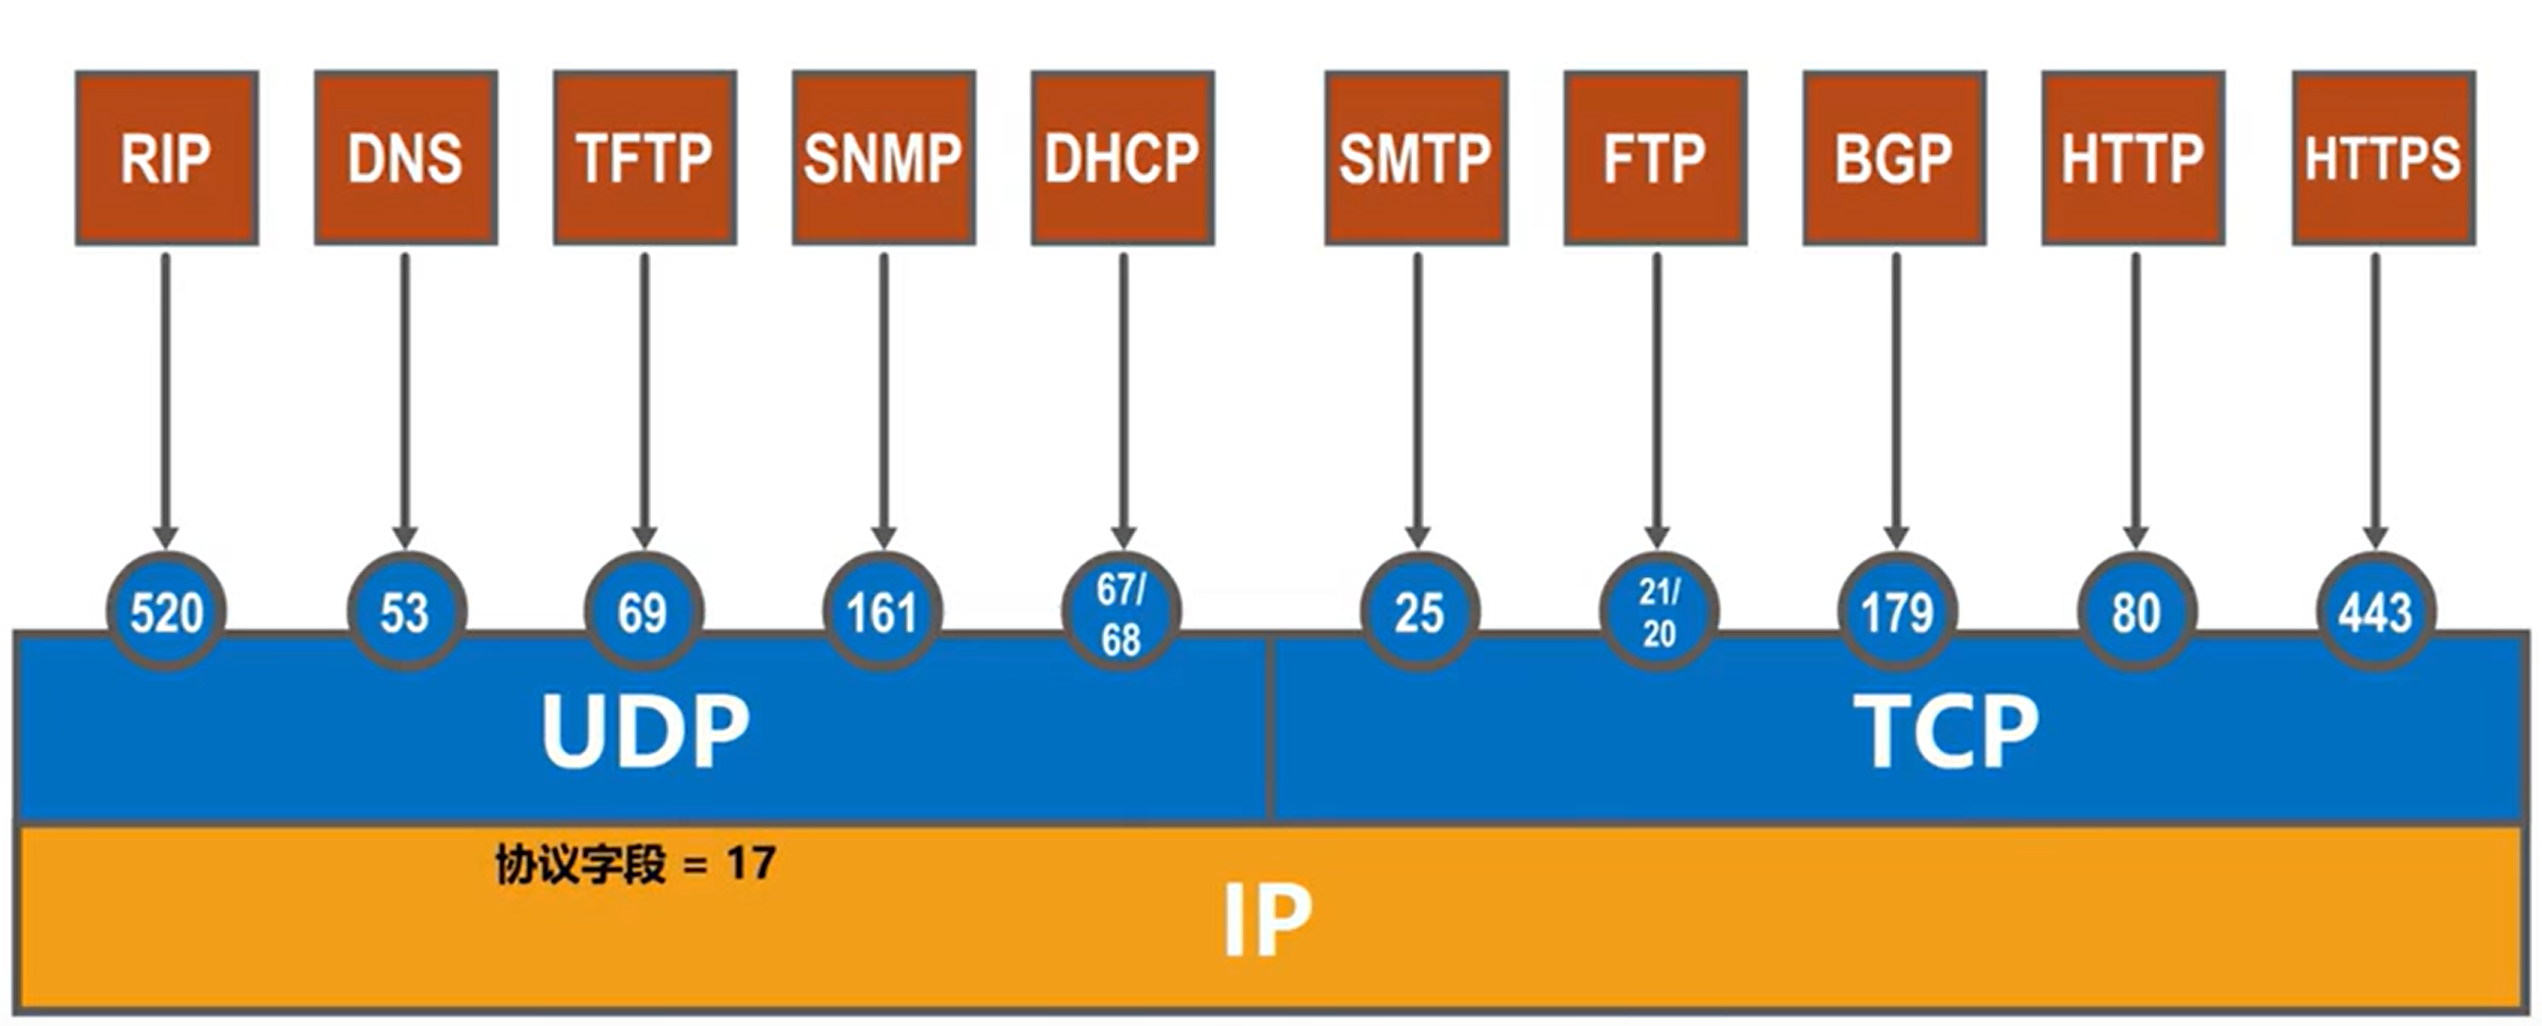 RIP DNS TFTP SNMP DHCP SMTP FTP BGP HTTP HTTPS
520 53 69 161 67/ 25 21/ 179 80 443
68 20
UDP TCP
协议字段 = 17
IP